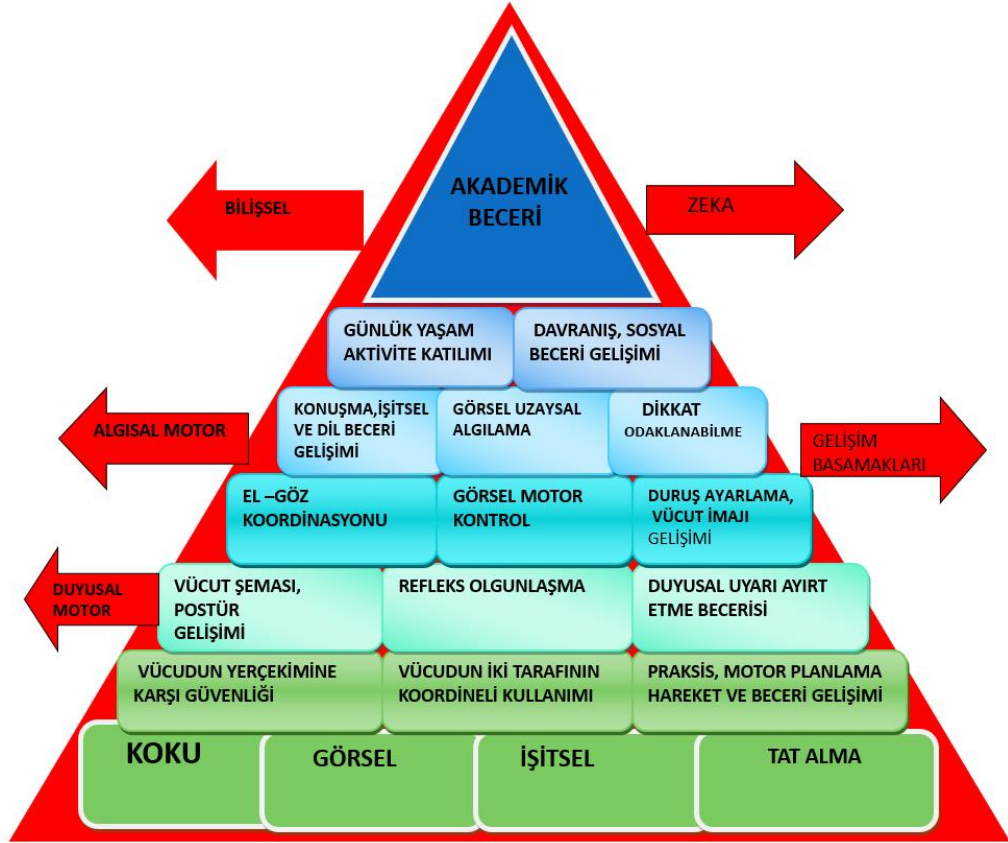 AKADEMİK
BECERİ
BİLİŞSEL
ZEKA
GÜNLÜK YAŞAM
AKTİVİTE KATILIMI
DAVRANIŞ, SOSYAL
BECERİ GELİŞİMİ
ALGISAL MOTOR
KONUŞMA,İŞİTSEL
VE DİL BECERİ
GELİŞİMİ
GÖRSEL UZAYSAL
ALGILAMA
DİKKAT
ODAKLANABİLME
GELİŞİM
BASAMAKLARI
EL –GÖZ
KOORDİNASYONU
GÖRSEL MOTOR
KONTROL
DURUŞ AYARLAMA,
VÜCUT İMAJI
GELİŞİMİ
DUYUSAL
MOTOR
VÜCUT ŞEMASI,
POSTÜR
GELİŞİMİ
REFLEKS OLGUNLAŞMA
DUYUSAL UYARI AYIRT
ETME BECERİSİ
VÜCUDUN YERÇEKİMİNE
KARŞI GÜVENLİĞİ
VÜCUDUN İKİ TARAFININ
KOORDİNELİ KULLANIMI
PRAKSİS, MOTOR PLANLAMA
HAREKET VE BECERİ GELİŞİMİ
KOKU
GÖRSEL
İŞİTSEL
TAT ALMA